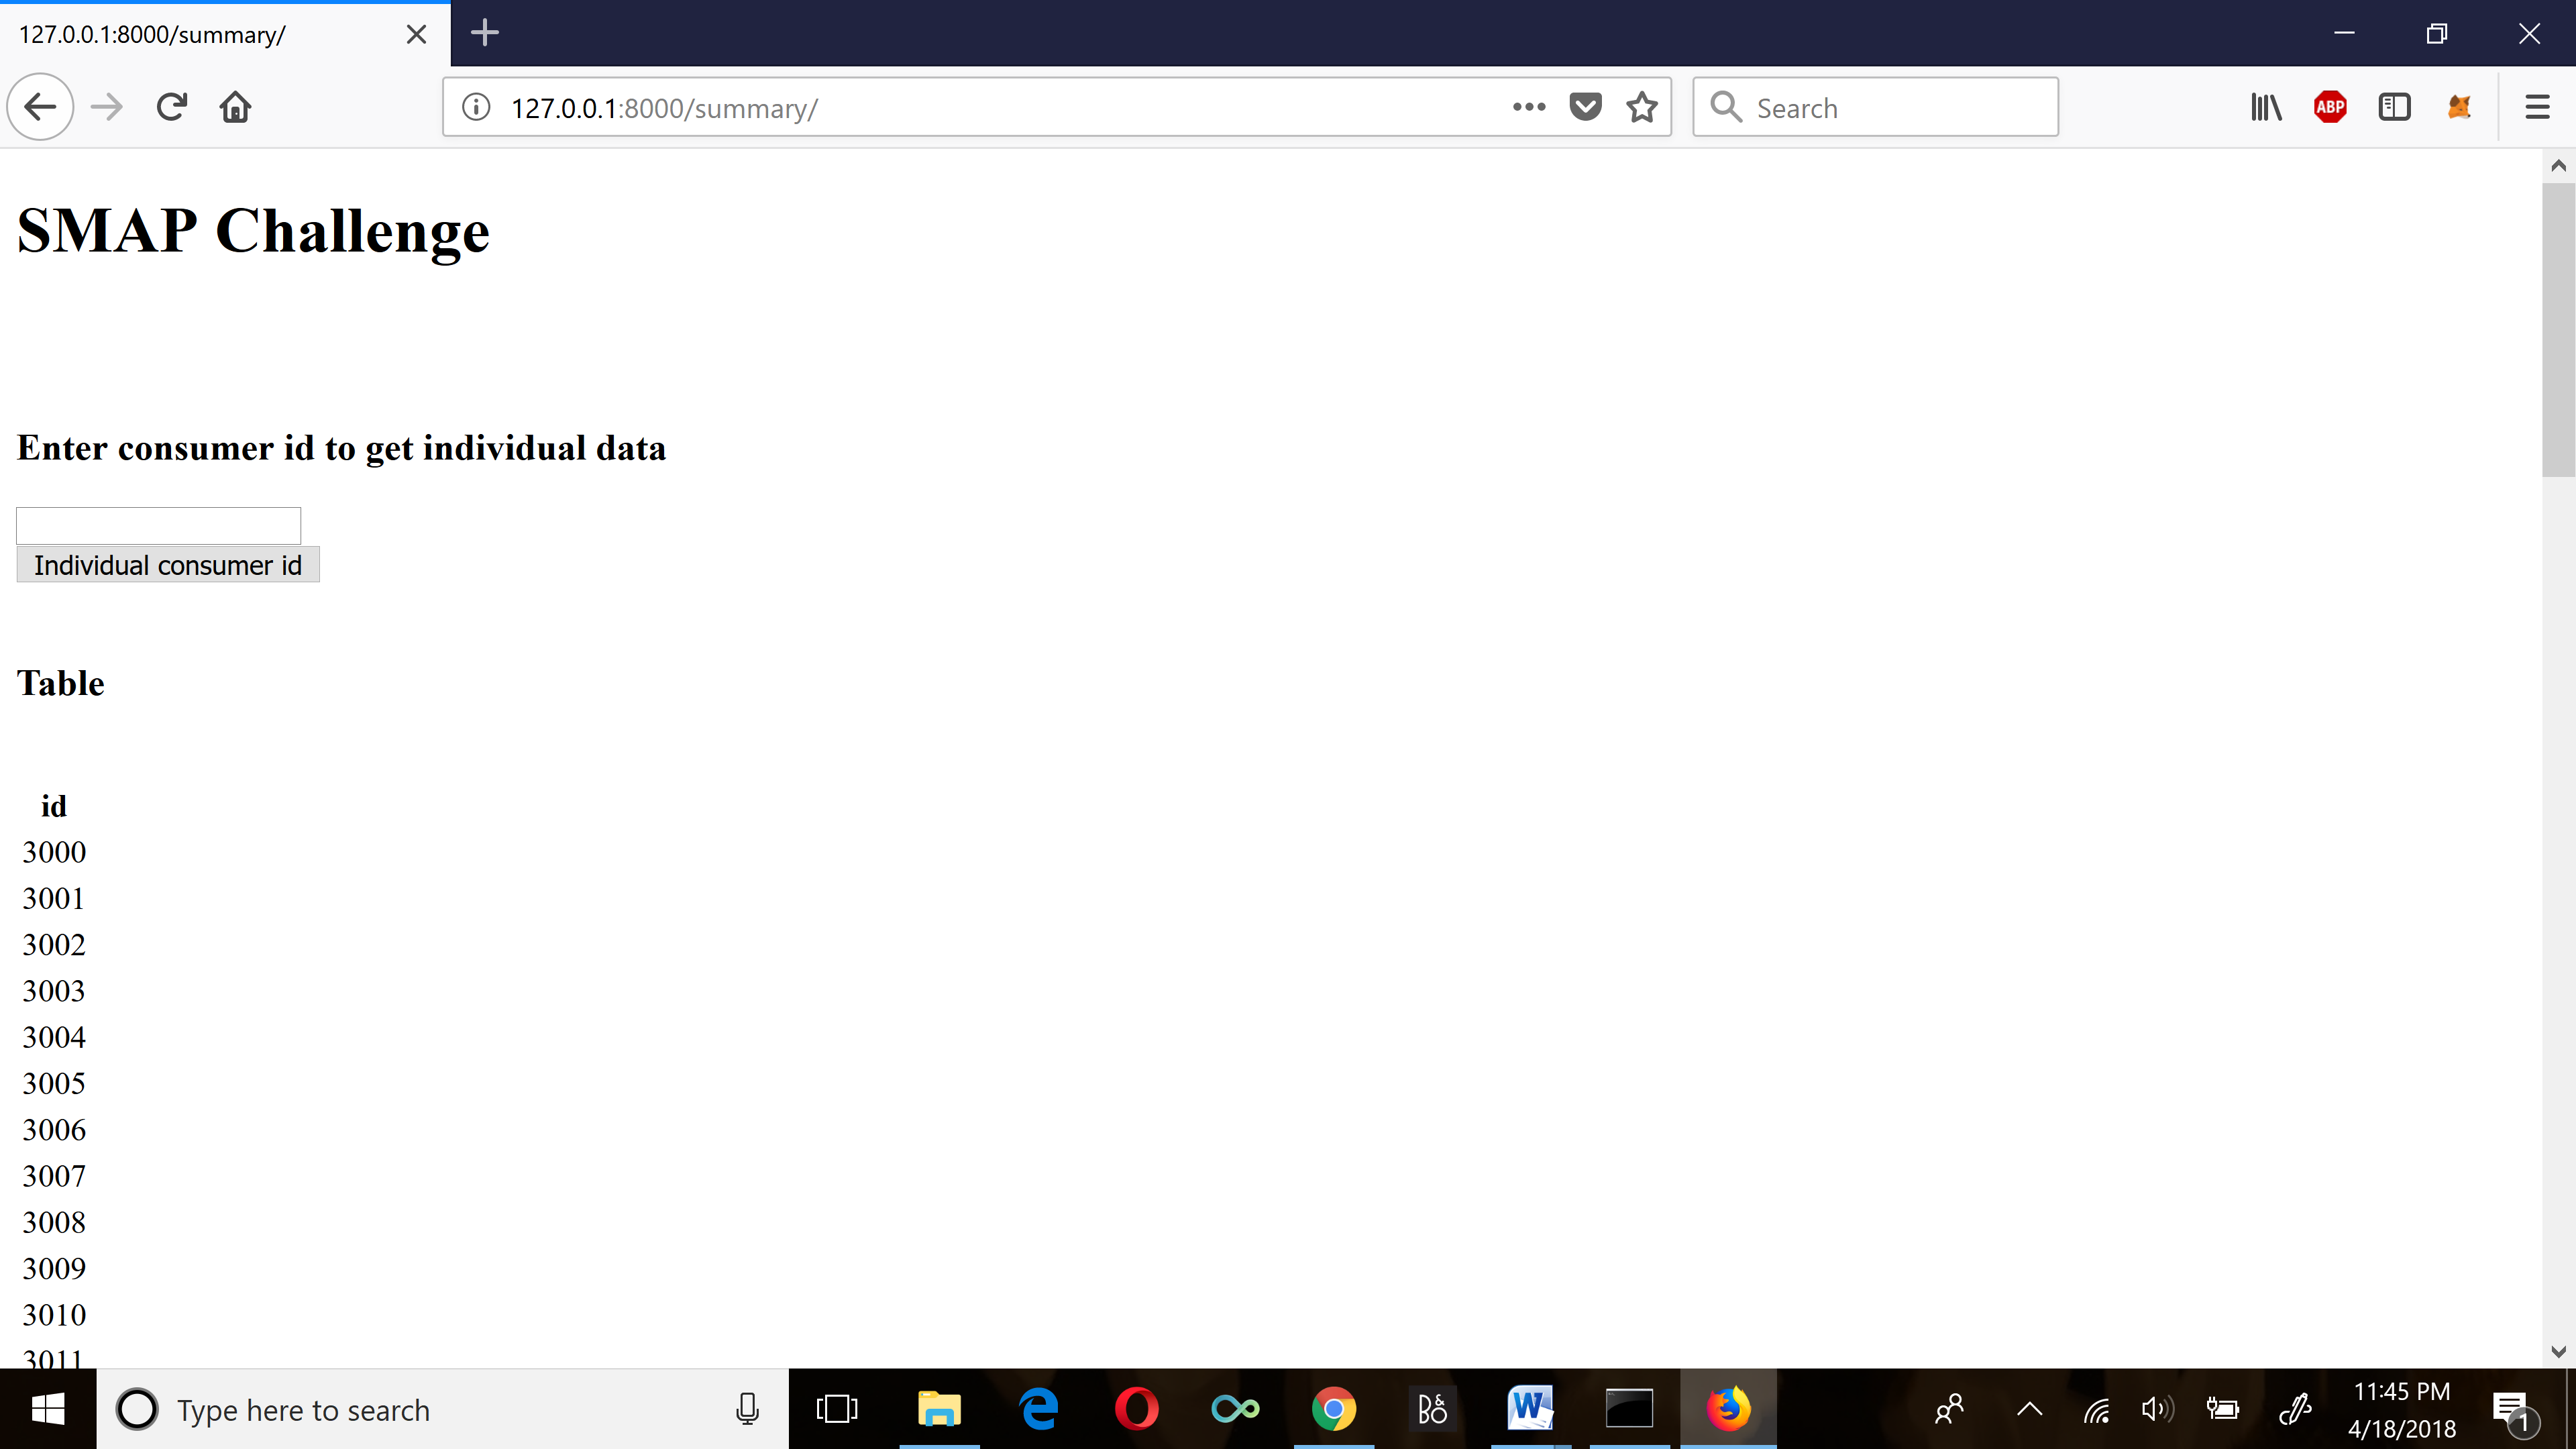 127.0.0.1:8000/summary/
127.0.0.1:8000/summary/
Search
ABP
SMAP Challenge
Enter consumer id to get individual data
Individual consumer id
Table
id
3000
3001
3002
3003
3004
3005
3006
3007
3008
3009
3010
3011
Type here to search
B&O
W
11:45 PM
4/18/2018
1